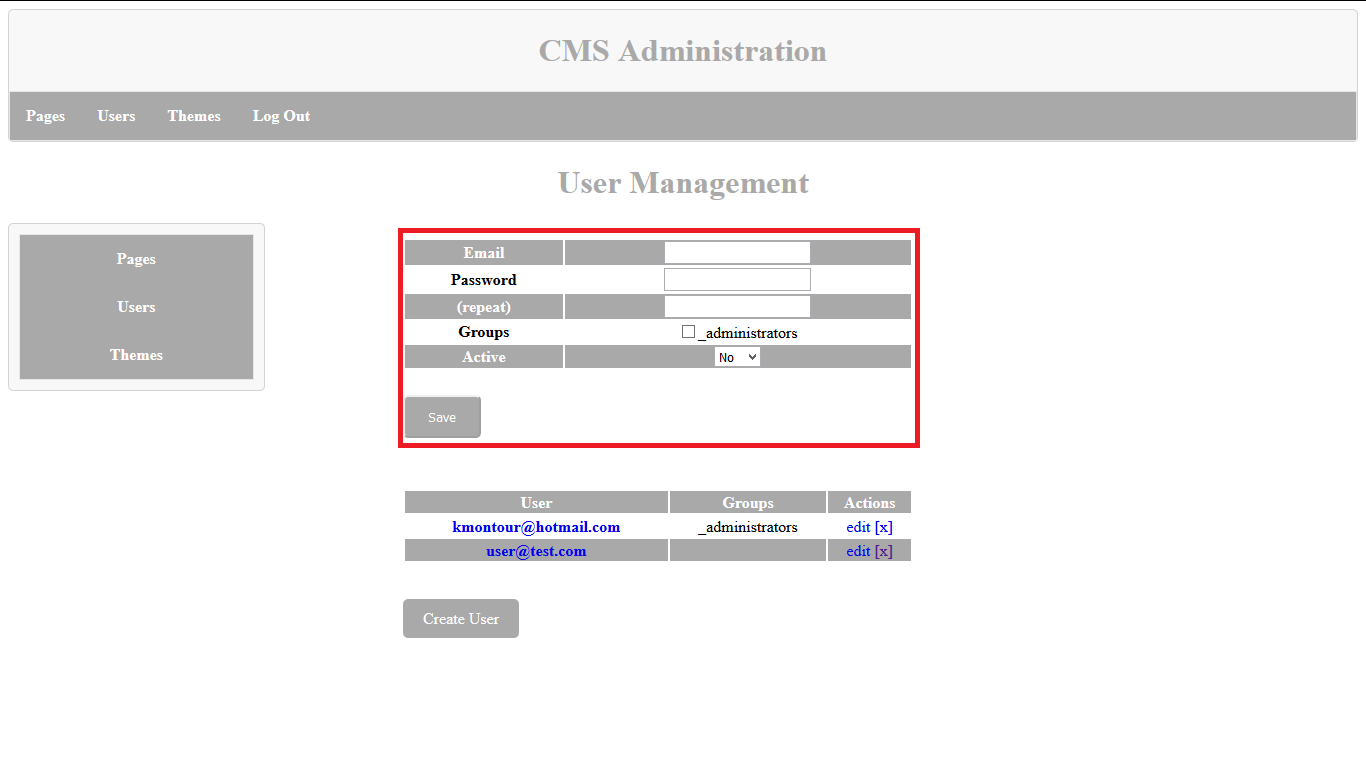 CMS Administration
Pages Users Themes Log Out
User Management
Pages
Users
Themes
Email
Password
(repeat)
Groups _administrators
Active No
Save
User Groups Actions
kmontour@hotmail.com _administrators edit [x]
user@test.com edit [x]
Create User